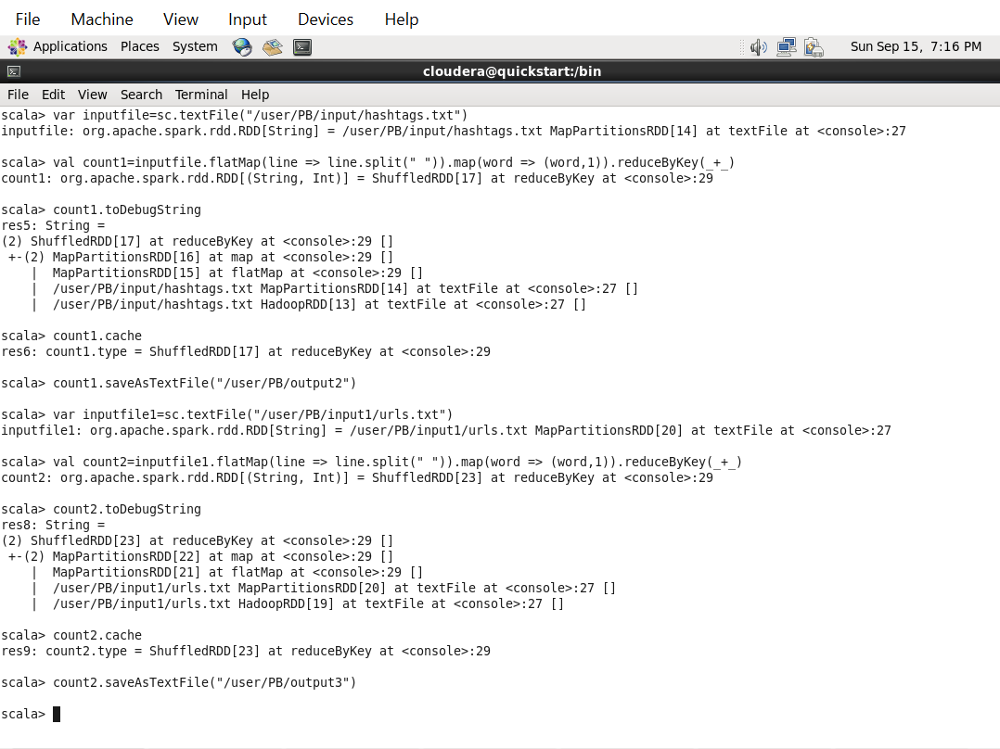 File Machine View Input Devices Help
Applications Places System Sun Sep 15, 7:16 PM
cloudera@quickstart:/bin
File Edit View Search Terminal Help
scala> var inputfile=sc.textFile("/user/PB/input/hashtags.txt")
inputfile: org.apache.spark.rdd.RDD[String] = /user/PB/input/hashtags.txt MapPartitionsRDD[14] at textFile at <console>:27
scala> val count1=inputfile.flatMap(line => line.split(" ")).map(word => (word,1)).reduceByKey(_+_)
count1: org.apache.spark.rdd.RDD[(String, Int)] = ShuffledRDD[17] at reduceByKey at <console>:29
scala> count1.toDebugString
res5: String =
(2) ShuffledRDD[17] at reduceByKey at <console>:29 []
 +-(2) MapPartitionsRDD[16] at map at <console>:29 []
    |  MapPartitionsRDD[15] at flatMap at <console>:29 []
    |  /user/PB/input/hashtags.txt MapPartitionsRDD[14] at textFile at <console>:27 []
    |  /user/PB/input/hashtags.txt HadoopRDD[13] at textFile at <console>:27 []
scala> count1.cache
res6: count1.type = ShuffledRDD[17] at reduceByKey at <console>:29
scala> count1.saveAsTextFile("/user/PB/output2")
scala> var inputfile1=sc.textFile("/user/PB/input1/urls.txt")
inputfile1: org.apache.spark.rdd.RDD[String] = /user/PB/input1/urls.txt MapPartitionsRDD[20] at textFile at <console>:27
scala> val count2=inputfile1.flatMap(line => line.split(" ")).map(word => (word,1)).reduceByKey(_+_)
count2: org.apache.spark.rdd.RDD[(String, Int)] = ShuffledRDD[23] at reduceByKey at <console>:29
scala> count2.toDebugString
res8: String =
(2) ShuffledRDD[23] at reduceByKey at <console>:29 []
 +-(2) MapPartitionsRDD[22] at map at <console>:29 []
    |  MapPartitionsRDD[21] at flatMap at <console>:29 []
    |  /user/PB/input1/urls.txt MapPartitionsRDD[20] at textFile at <console>:27 []
    |  /user/PB/input1/urls.txt HadoopRDD[19] at textFile at <console>:27 []
scala> count2.cache
res9: count2.type = ShuffledRDD[23] at reduceByKey at <console>:29
scala> count2.saveAsTextFile("/user/PB/output3")
scala>